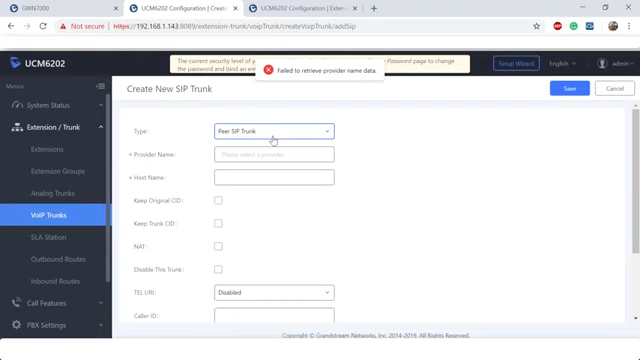 GWN7000
UCM6202 Configuration | Create
UCM6202 Configuration | Extens
Not secure | https://192.168.1.143:8089/extension-trunk/voipTrunk/createVoipTrunk/addSip
The current security level of
Password page to change
the password and bind an e
Failed to retrieve provider name data.
UCM6202
Setup Wizard
English
admin
Menus
System Status
Extension / Trunk
Extensions
Extension Groups
Analog Trunks
VoIP Trunks
SLA Station
Outbound Routes
Inbound Routes
Call Features
PBX Settings
Create New SIP Trunk
Save
Cancel
Type:
Peer SIP Trunk
* Provider Name:
Please select a provider
* Host Name:
Keep Original CID:
Keep Trunk CID:
NAT:
Disable This Trunk:
TEL URI:
Disabled
Caller ID:
Copyright © Grandstream Networks, Inc. 2014-2019. All Rights Reserved.